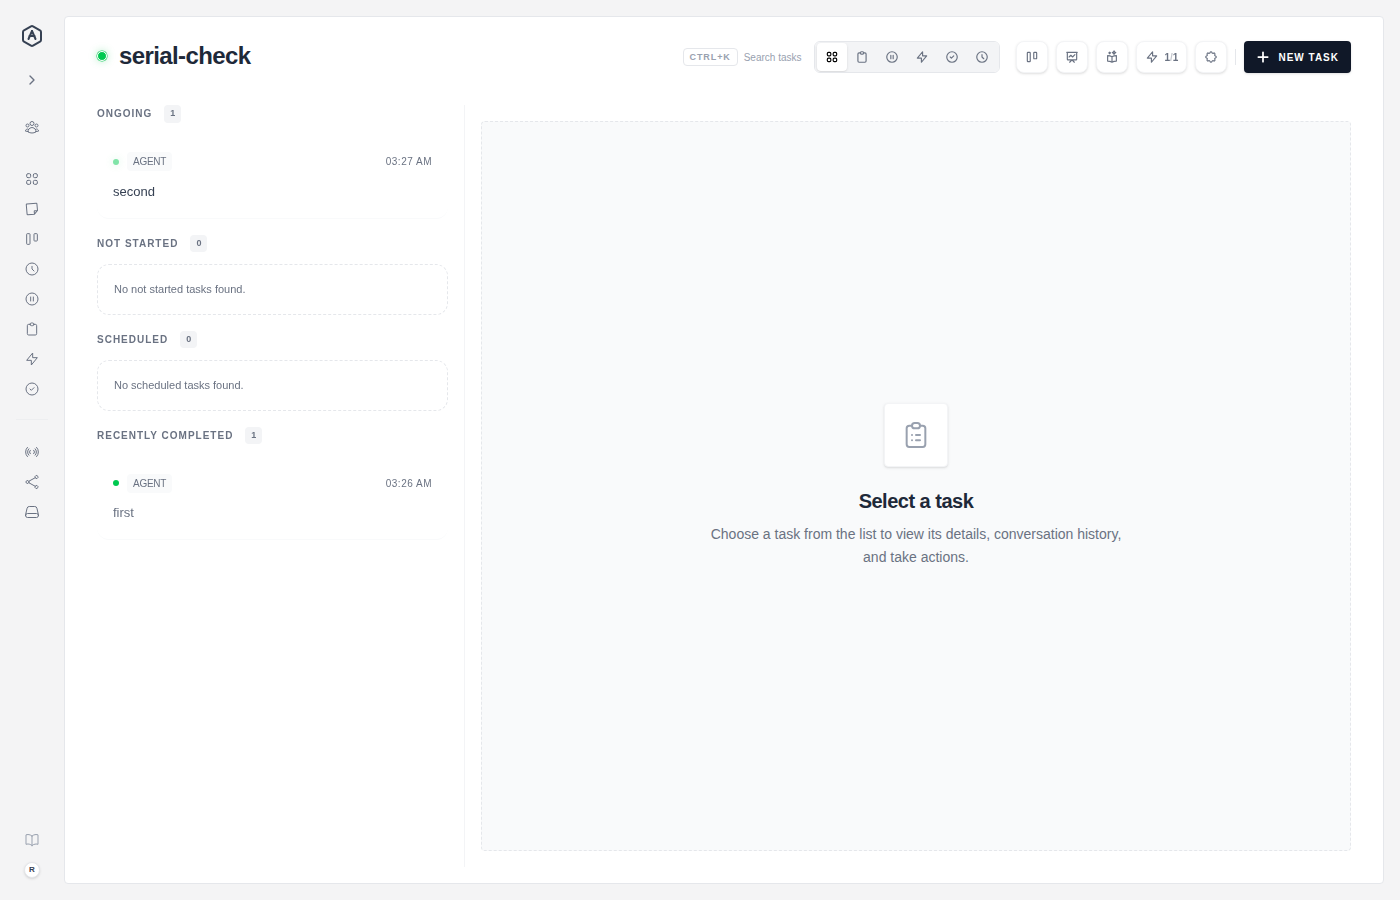 serial-check
CTRL+K Search tasks
1/1
NEW TASK
ONGOING 1
AGENT 03:27 AM
second
NOT STARTED 0
No not started tasks found.
SCHEDULED 0
No scheduled tasks found.
RECENTLY COMPLETED 1
AGENT 03:26 AM
first
Select a task
Choose a task from the list to view its details, conversation history,
and take actions.
R